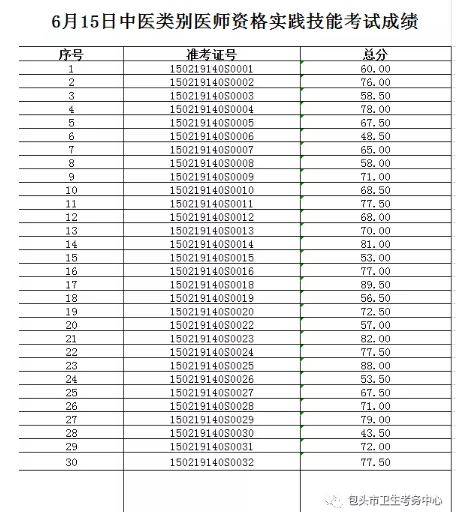 6月15日中医类别医师资格实践技能考试成绩
序号 准考证号 总分
1 150219140S0001 60.00
2 150219140S0002 76.00
3 150219140S0003 58.50
4 150219140S0004 78.00
5 150219140S0005 67.50
6 150219140S0006 48.50
7 150219140S0007 65.00
8 150219140S0008 58.00
9 150219140S0009 71.00
10 150219140S0010 68.50
11 150219140S0011 77.50
12 150219140S0012 68.00
13 150219140S0013 70.00
14 150219140S0014 81.00
15 150219140S0015 53.00
16 150219140S0016 77.00
17 150219140S0018 89.50
18 150219140S0019 56.50
19 150219140S0020 72.50
20 150219140S0022 57.00
21 150219140S0023 82.00
22 150219140S0024 77.50
23 150219140S0025 88.00
24 150219140S0026 53.50
25 150219140S0027 67.50
26 150219140S0028 71.00
27 150219140S0029 79.00
28 150219140S0030 43.50
29 150219140S0031 72.00
30 150219140S0032 77.50
包头市卫生考务中心